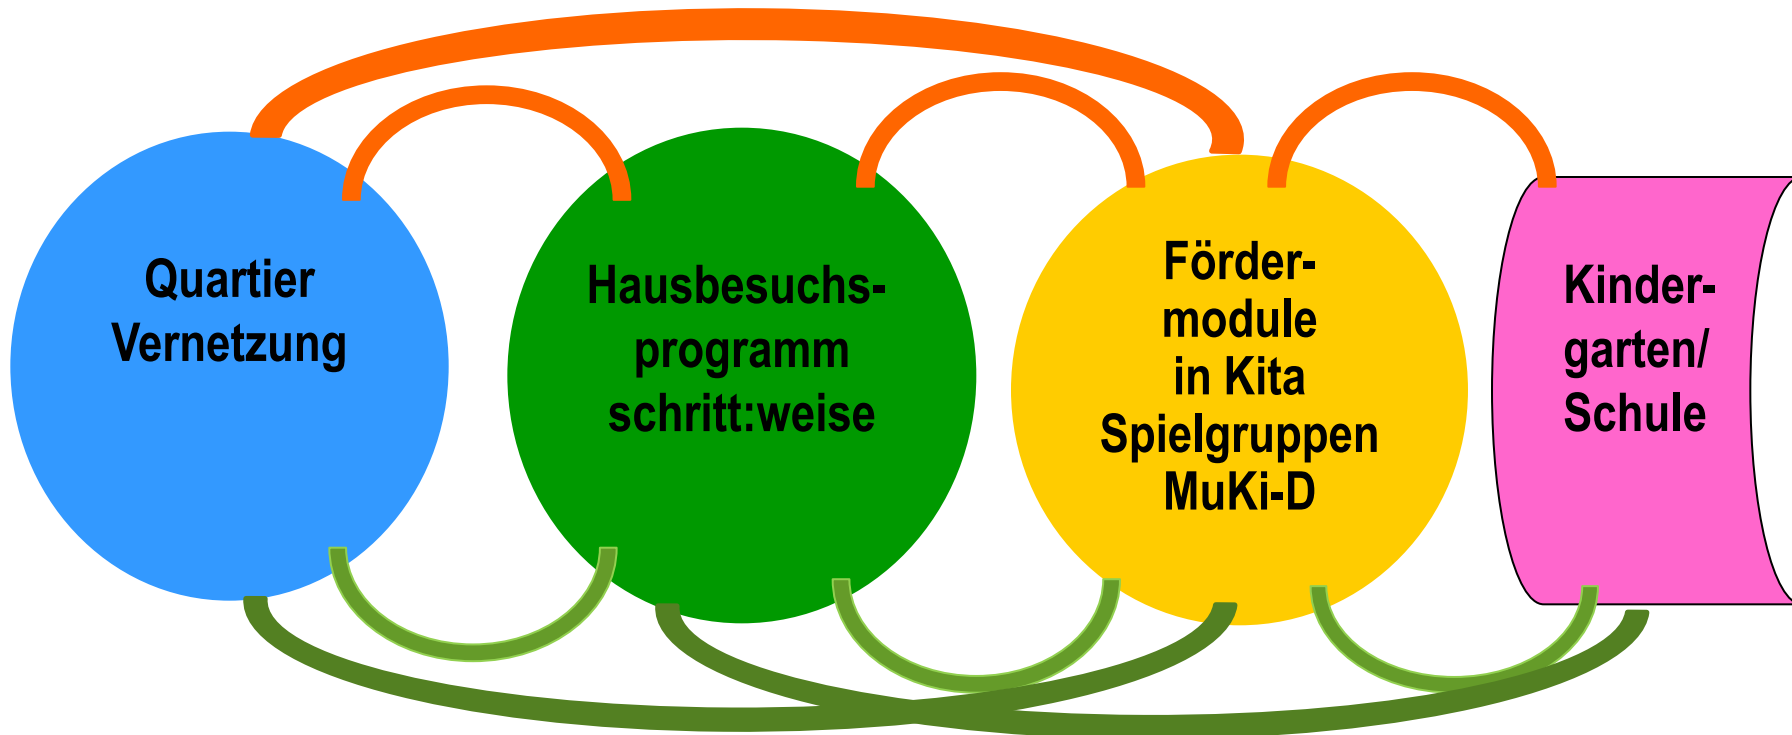 Quartier
Vernetzung
Hausbesuchs-
programm
schritt:weise
Förder-
module
in Kita
Spielgruppen
MuKi-D
Kinder-
garten/
Schule